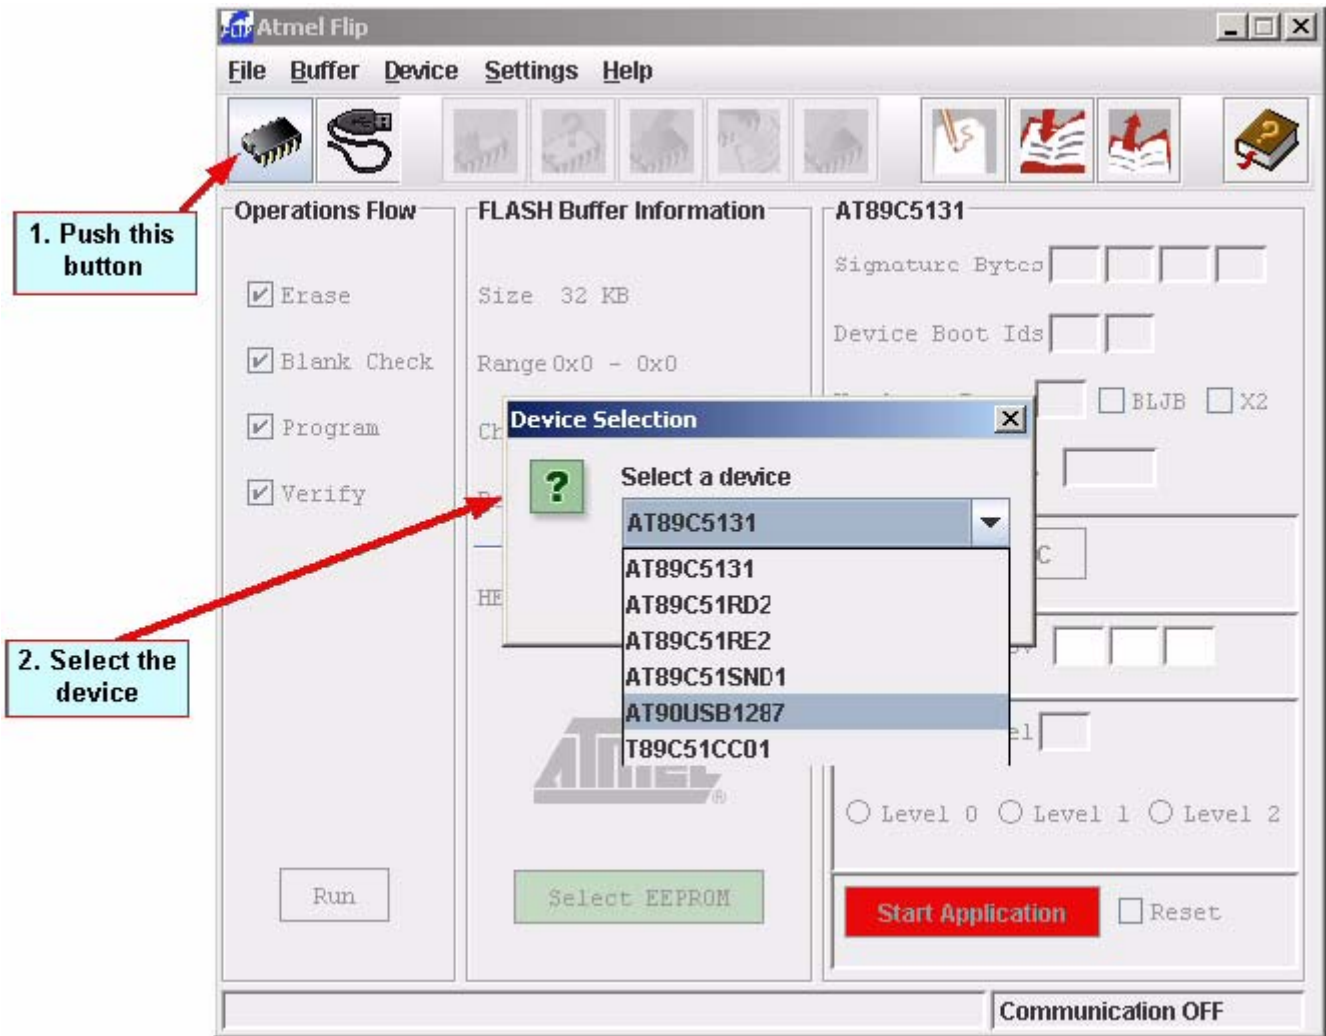 Atmel Flip
File Buffer Device Settings Help
1. Push this
button
Operations Flow
Erase
Blank Check
Program
Verify
Run
FLASH Buffer Information
Size 32 KB
Range 0x0 - 0x0
HE
ATMEL
®
Select EEPROM
AT89C5131
Signature Bytes
Device Boot Ids
BLJB X2
C
el
Level 0 Level 1 Level 2
Start Application Reset
Device Selection
?
Select a device
AT89C5131
AT89C5131
AT89C51RD2
AT89C51RE2
AT89C51SND1
AT90USB1287
T89C51CC01
2. Select the
device
Communication OFF